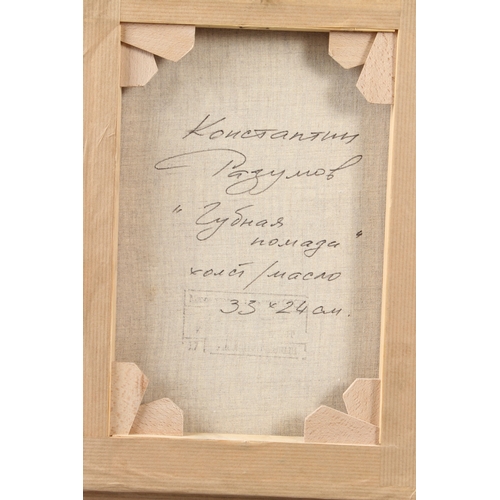 Константин
Разумов
"Губная
помада"
холст/масло
33 x 24 см.